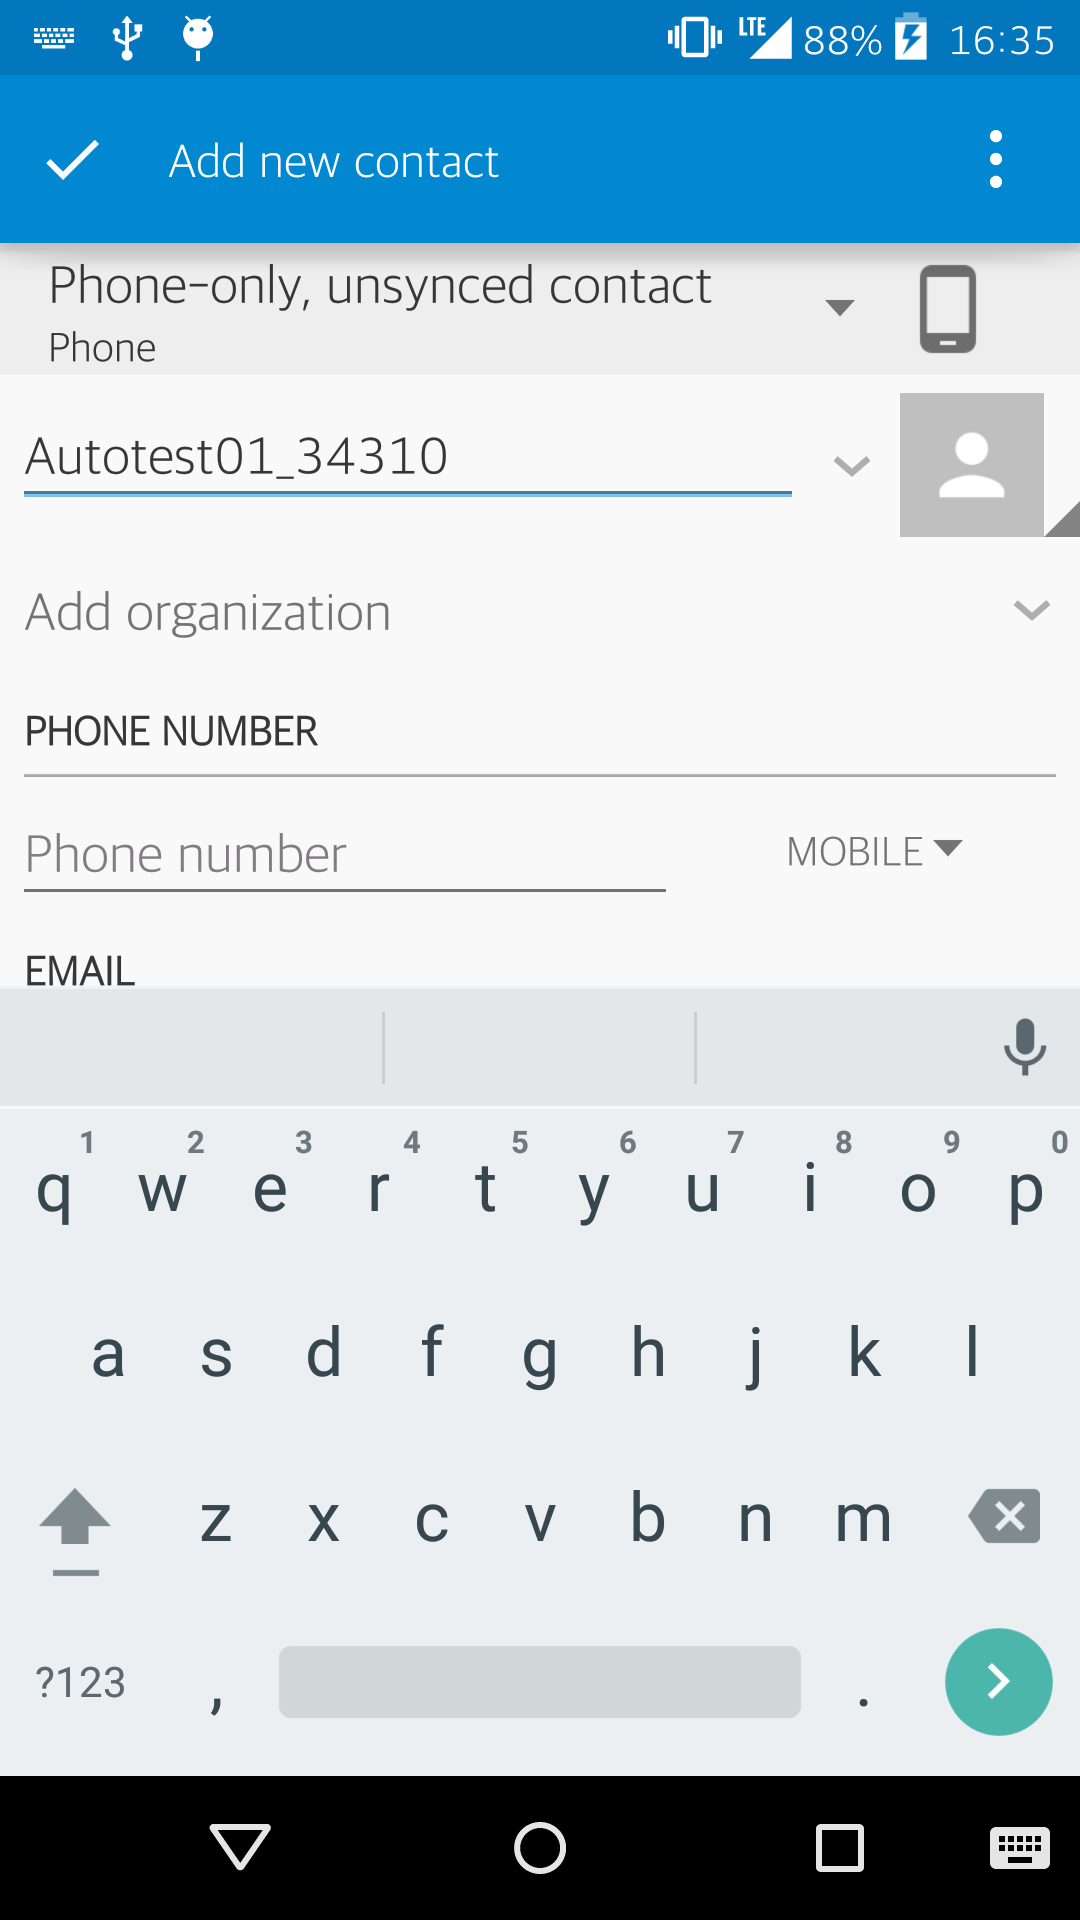 LTE 88% 16:35
Add new contact
Phone-only, unsynced contact
Phone
Autotest01_34310
Add organization
PHONE NUMBER
Phone number MOBILE
EMAIL
1 2 3 4 5 6 7 8 9 0
q w e r t y u i o p
a s d f g h j k l
z x c v b n m
?123 , .